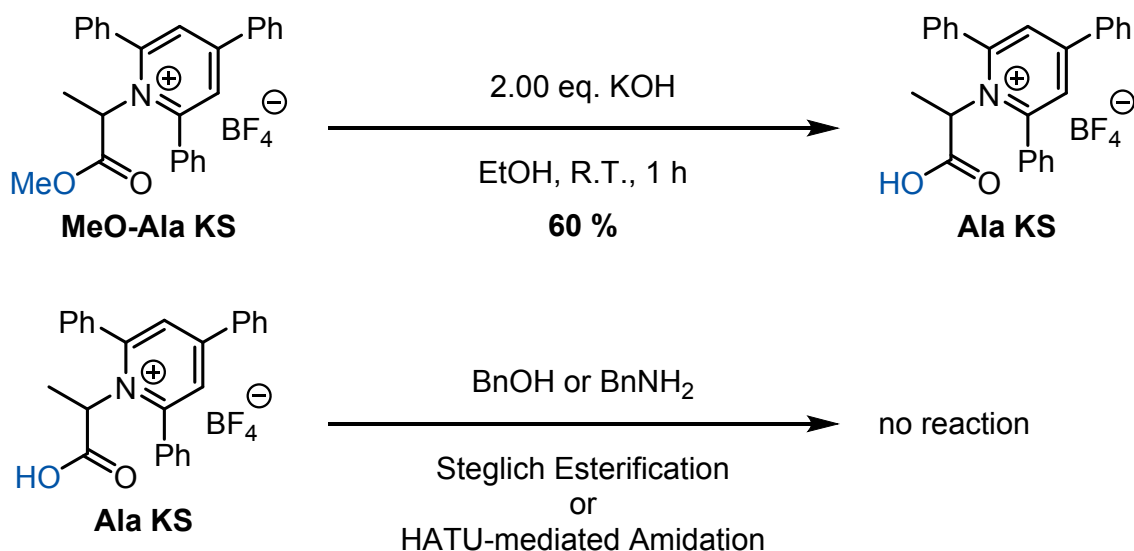 Ph
Ph
Ph
N
+
BF4 −
Ph
MeO
O
MeO-Ala KS
2.00 eq. KOH
EtOH, R.T., 1 h
60 %
Ph
Ph
N
+
BF4 −
Ph
HO
O
Ala KS
Ph
Ph
N
+
BF4 −
Ph
HO
O
Ala KS
BnOH or BnNH2
Steglich Esterification
or
HATU-mediated Amidation
no reaction